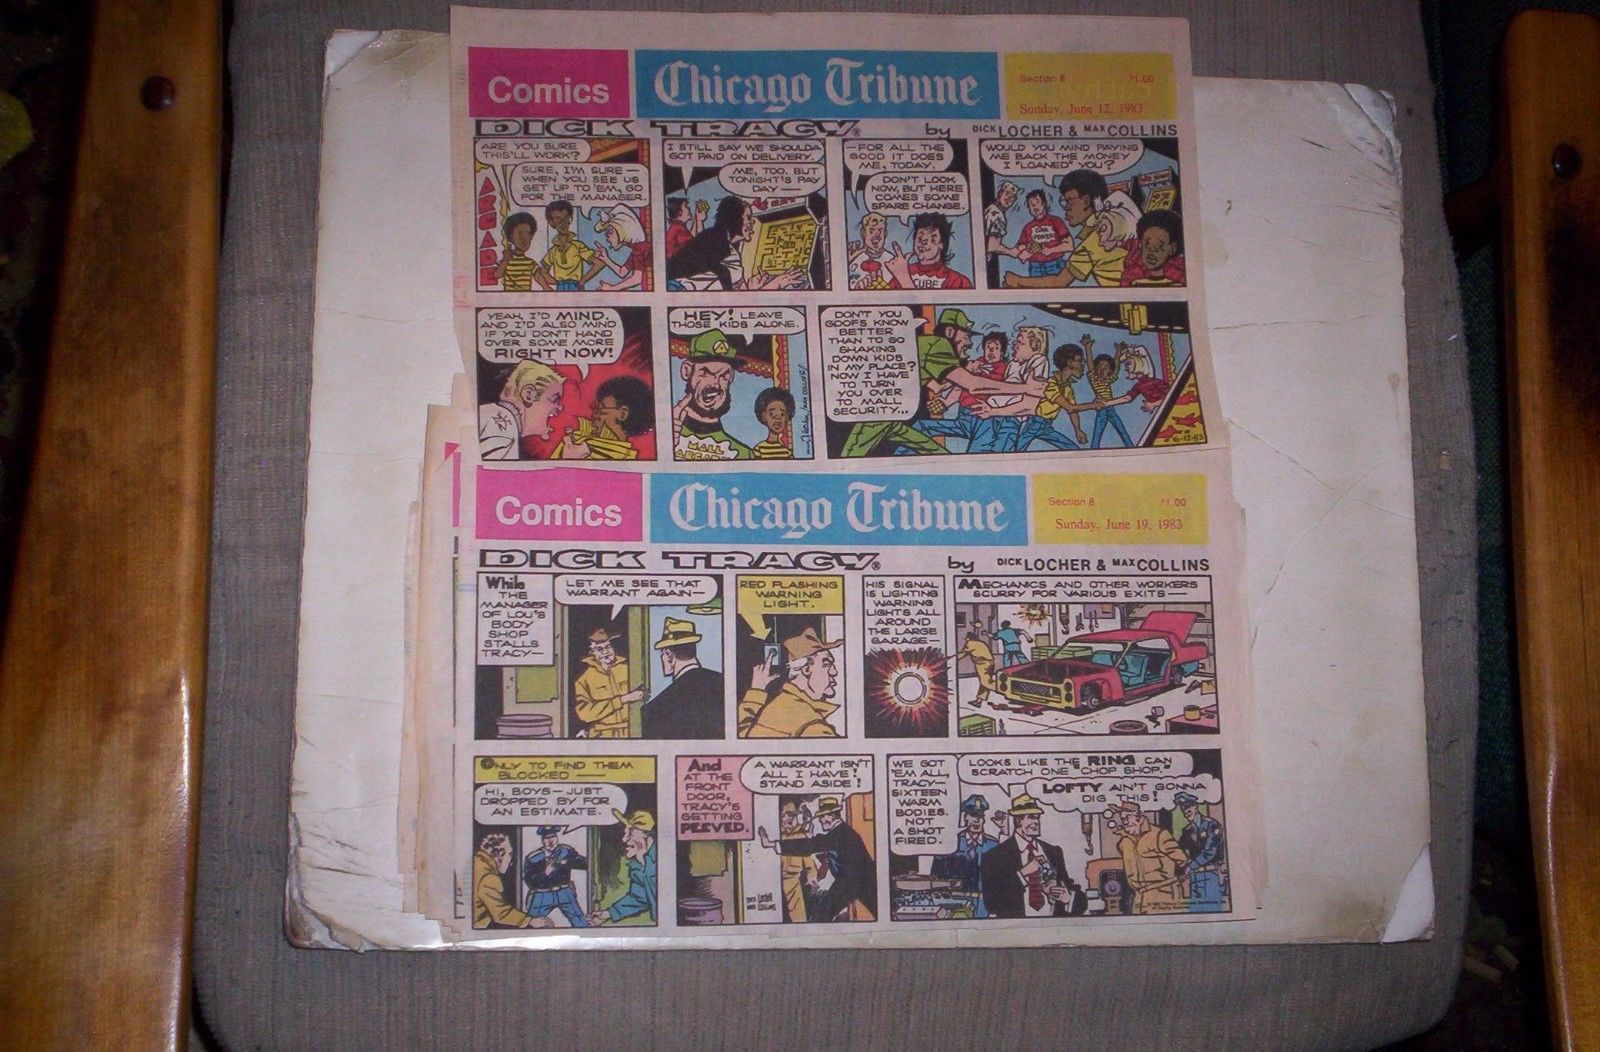 Comics
Chicago Tribune
Section 8
$1.00
Sunday, June 12, 1983
DICK TRACY®
by DICK LOCHER & MAX COLLINS
ARE YOU SURE
THIS'LL WORK?
SURE, I'M SURE—
WHEN YOU SEE US
GET UP TO 'EM, GO
FOR THE MANAGER.
ARCADE
I STILL SAY WE SHOULDA
GOT PAID ON DELIVERY.
ME, TOO. BUT
TONIGHT'S PAY
DAY—
—FOR ALL THE
GOOD IT DOES
ME, TODAY.
DON'T LOOK
NOW, BUT HERE
COMES SOME
SPARE CHANGE.
CUBE
WOULD YOU MIND PAYING
ME BACK THE MONEY
I "LOANED" YOU?
YEAH, I'D MIND.
AND I'D ALSO MIND
IF YOU DON'T HAND
OVER SOME MORE
RIGHT NOW!
HEY! LEAVE
THOSE KIDS ALONE.
MALL
ARCADE
DON'T YOU
GOOFS KNOW
BETTER
THAN TO GO
SHAKING
DOWN KIDS
IN MY PLACE?
NOW I HAVE
TO TURN
YOU OVER
TO MALL
SECURITY...
6-12-83
Comics
Chicago Tribune
Section 8
$1.00
Sunday, June 19, 1983
DICK TRACY®
by DICK LOCHER & MAX COLLINS
While
THE
MANAGER
OF LOU'S
BODY
SHOP
STALLS
TRACY—
LET ME SEE THAT
WARRANT AGAIN—
RED FLASHING
WARNING
LIGHT.
HIS SIGNAL
IS LIGHTING
WARNING
LIGHTS ALL
AROUND
THE LARGE
GARAGE—
MECHANICS AND OTHER WORKERS
SCURRY FOR VARIOUS EXITS—
ONLY TO FIND THEM
BLOCKED—
HI, BOYS—JUST
DROPPED BY FOR
AN ESTIMATE.
And
AT THE
FRONT
DOOR,
TRACY'S
GETTING
PEEVED.
A WARRANT ISN'T
ALL I HAVE!
STAND ASIDE!
DICK LOCHER
MAX COLLINS
WE GOT
'EM ALL,
TRACY—
SIXTEEN
WARM
BODIES.
NOT
A SHOT
FIRED.
LOOKS LIKE THE RING CAN
SCRATCH ONE "CHOP SHOP."
LOFTY AIN'T GONNA
DIG THIS!